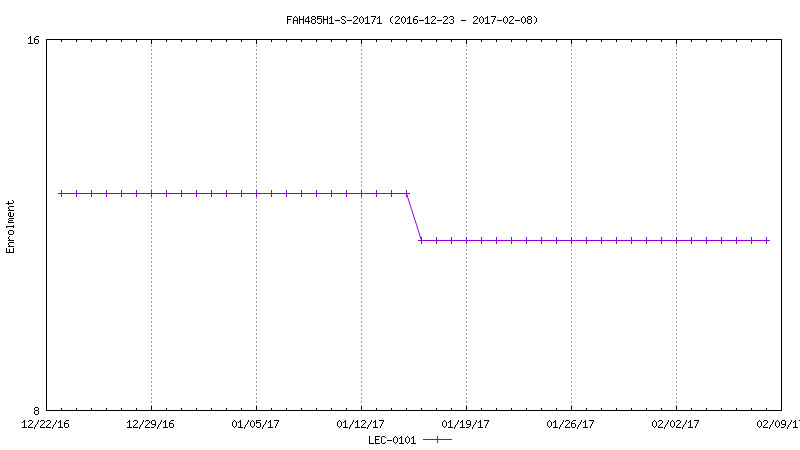 FAH485H1-S-20171 (2016-12-23 - 2017-02-08)
16
Enrolment
8
12/22/16 12/29/16 01/05/17 01/12/17 01/19/17 01/26/17 02/02/17 02/09/1
LEC-0101